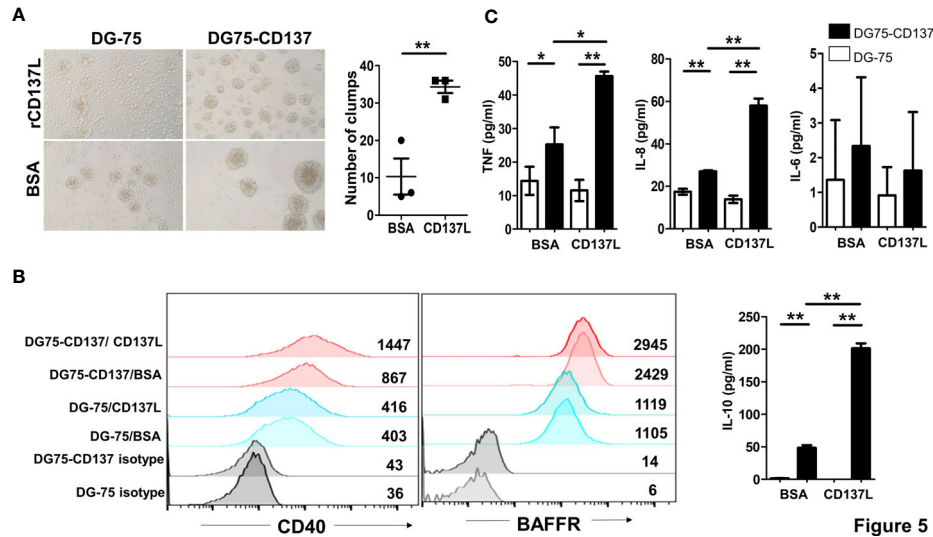 A
DG-75 DG75-CD137
rCD137L
BSA
**
Number of clumps
40
30
20
10
0
BSA CD137L
C
DG75-CD137
DG-75
*
* **
TNF (pg/ml)
50
40
30
20
10
0
BSA CD137L
**
** **
IL-8 (pg/ml)
80
60
40
20
0
BSA CD137L
IL-6 (pg/ml)
5
4
3
2
1
0
BSA CD137L
B
DG75-CD137/ CD137L 1447 2945
DG75-CD137/BSA 867 2429
DG-75/CD137L 416 1119
DG-75/BSA 403 1105
DG75-CD137 isotype 43 14
DG-75 isotype 36 6
CD40 BAFFR
**
** **
IL-10 (pg/ml)
250
200
150
100
50
0
BSA CD137L
Figure 5